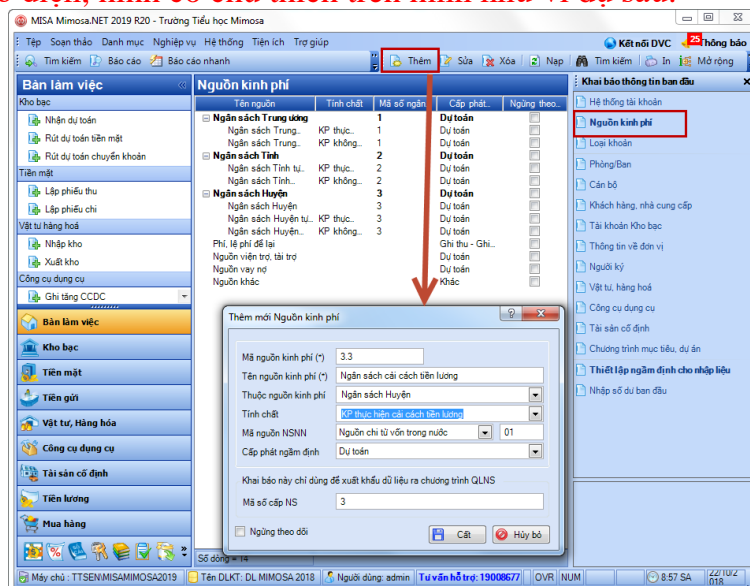 MISA Mimosa.NET 2019 R20 - Trường Tiểu học Mimosa
Tệp Soạn thảo Danh mục Nghiệp vụ Hệ thống Tiện ích Trợ giúp
Kết nối DVC 25 Thông báo
Tìm kiếm Báo cáo Báo cáo nhanh Thêm Sửa Xóa Nạp Tìm kiếm In Mở rộng
Bàn làm việc
Kho bạc
Nhận dự toán
Rút dự toán tiền mặt
Rút dự toán chuyển khoản
Tiền mặt
Lập phiếu thu
Lập phiếu chi
Vật tư hàng hoá
Nhập kho
Xuất kho
Công cụ dụng cụ
Ghi tăng CCDC
Bàn làm việc
Kho bạc
Tiền mặt
Tiền gửi
Vật tư, Hàng hóa
Công cụ dụng cụ
Tài sản cố định
Tiền lương
Mua hàng
Nguồn kinh phí
Tên nguồn Tính chất Mã số ngân... Cấp phát... Ngừng theo...
Ngân sách Trung ương 1 Dự toán
Ngân sách Trung... KP thực... 1 Dự toán
Ngân sách Trung... KP không... 1 Dự toán
Ngân sách Tỉnh 2 Dự toán
Ngân sách Tỉnh tự... KP thực... 2 Dự toán
Ngân sách Tỉnh... KP không... 2 Dự toán
Ngân sách Huyện 3 Dự toán
Ngân sách Huyện 3 Dự toán
Ngân sách Huyện tự... KP thực... 3 Dự toán
Ngân sách Huyện... KP không... 3 Dự toán
Phí, lệ phí để lại Ghi thu - Ghi...
Nguồn viện trợ, tài trợ Dự toán
Nguồn vay nợ Dự toán
Nguồn khác Khác
Số dòng = 14
Thêm mới Nguồn kinh phí
Mã nguồn kinh phí (*) 3.3
Tên nguồn kinh phí (*) Ngân sách cải cách tiền lương
Thuộc nguồn kinh phí Ngân sách Huyện
Tính chất KP thực hiện cải cách tiền lương
Mã nguồn NSNN Nguồn chi từ vốn trong nước 01
Cấp phát ngầm định Dự toán
Khai báo này chỉ dùng để xuất khẩu dữ liệu ra chương trình QLNS
Mã số cấp NS 3
Ngừng theo dõi Cất Hủy bỏ
Khai báo thông tin ban đầu
Hệ thống tài khoản
Nguồn kinh phí
Loại khoản
Phòng/Ban
Cán bộ
Khách hàng, nhà cung cấp
Tài khoản Kho bạc
Thông tin về đơn vị
Người ký
Vật tư, hàng hoá
Công cụ dụng cụ
Tài sản cố định
Chương trình mục tiêu, dự án
Thiết lập ngầm định cho nhập liệu
Nhập số dư ban đầu
Máy chủ : TTSEN\MISAMIMOSA2019 Tên DLKT: DL MIMOSA 2018 Người dùng: admin Tư vấn hỗ trợ: 19008677 OVR NUM 8:57 SA